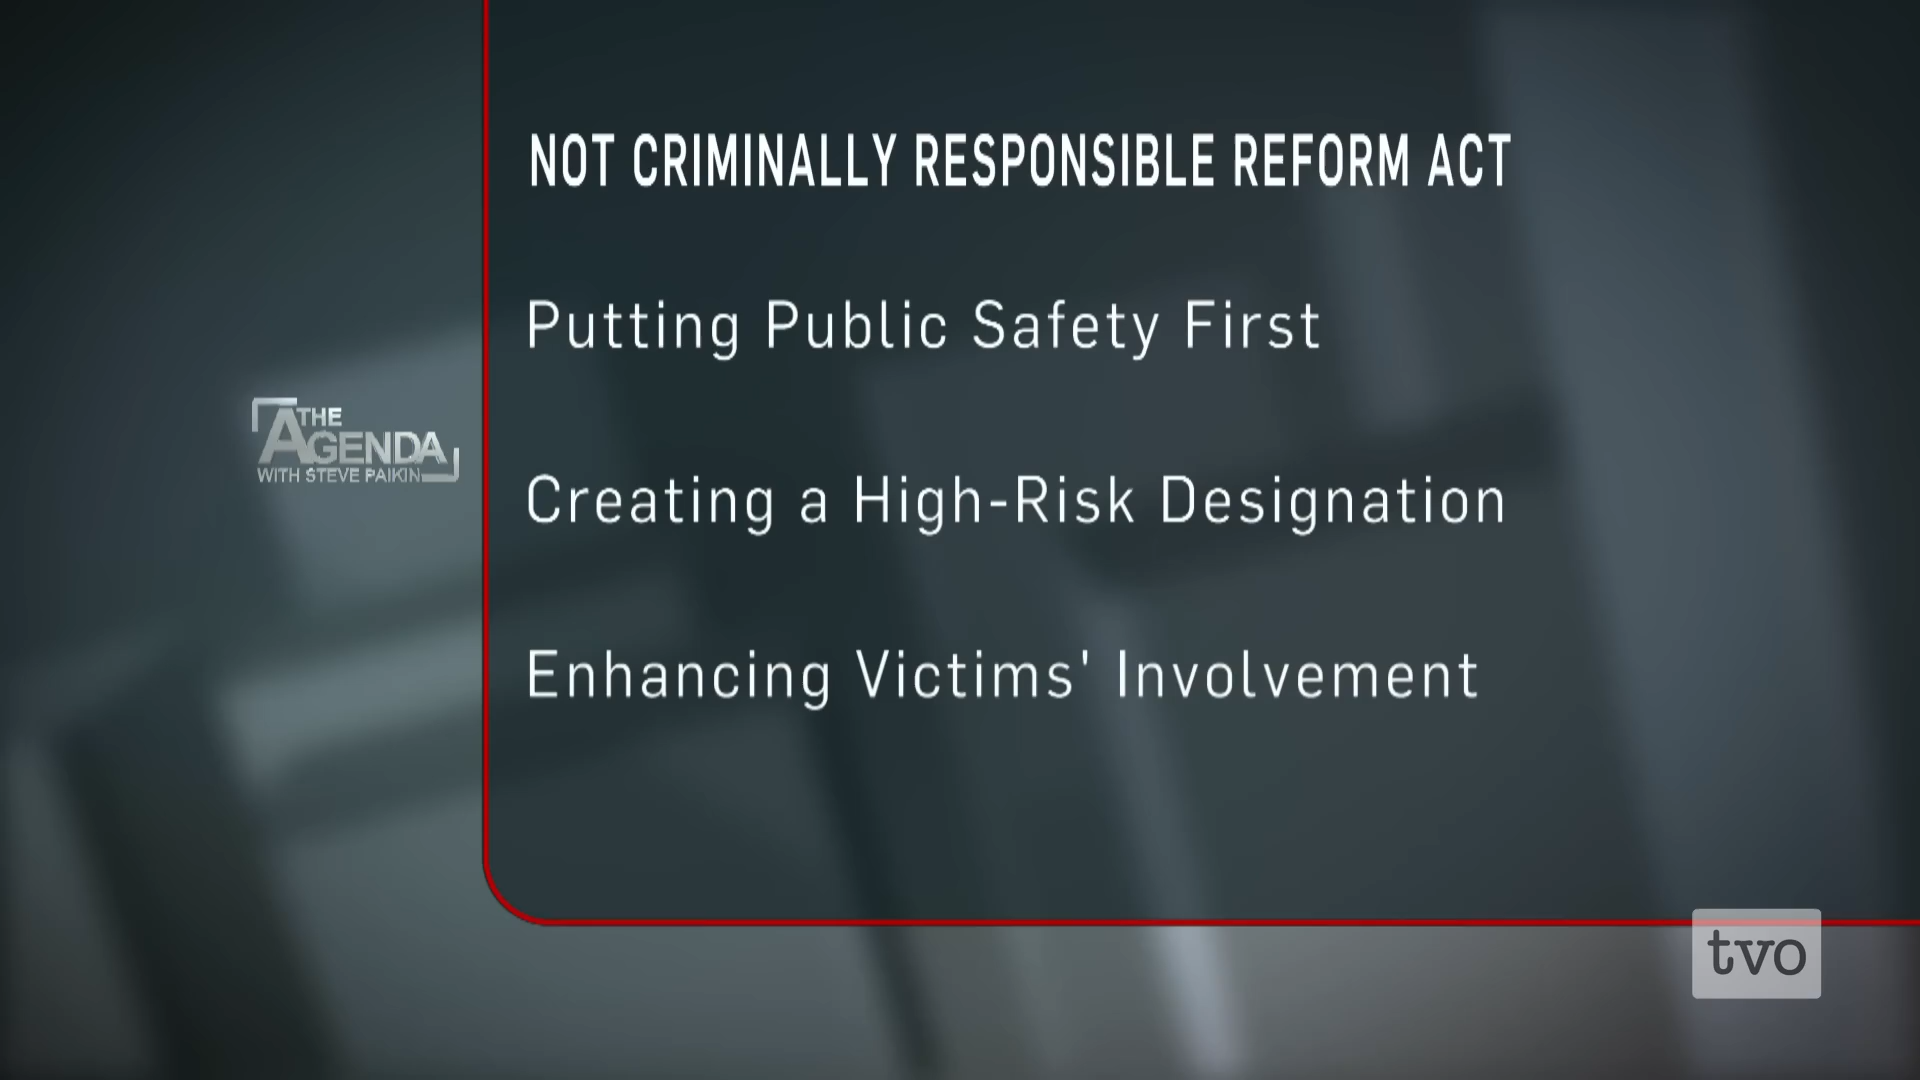 NOT CRIMINALLY RESPONSIBLE REFORM ACT
Putting Public Safety First
Creating a High-Risk Designation
Enhancing Victims' Involvement
THE
AGENDA
WITH STEVE PAIKIN
tvo